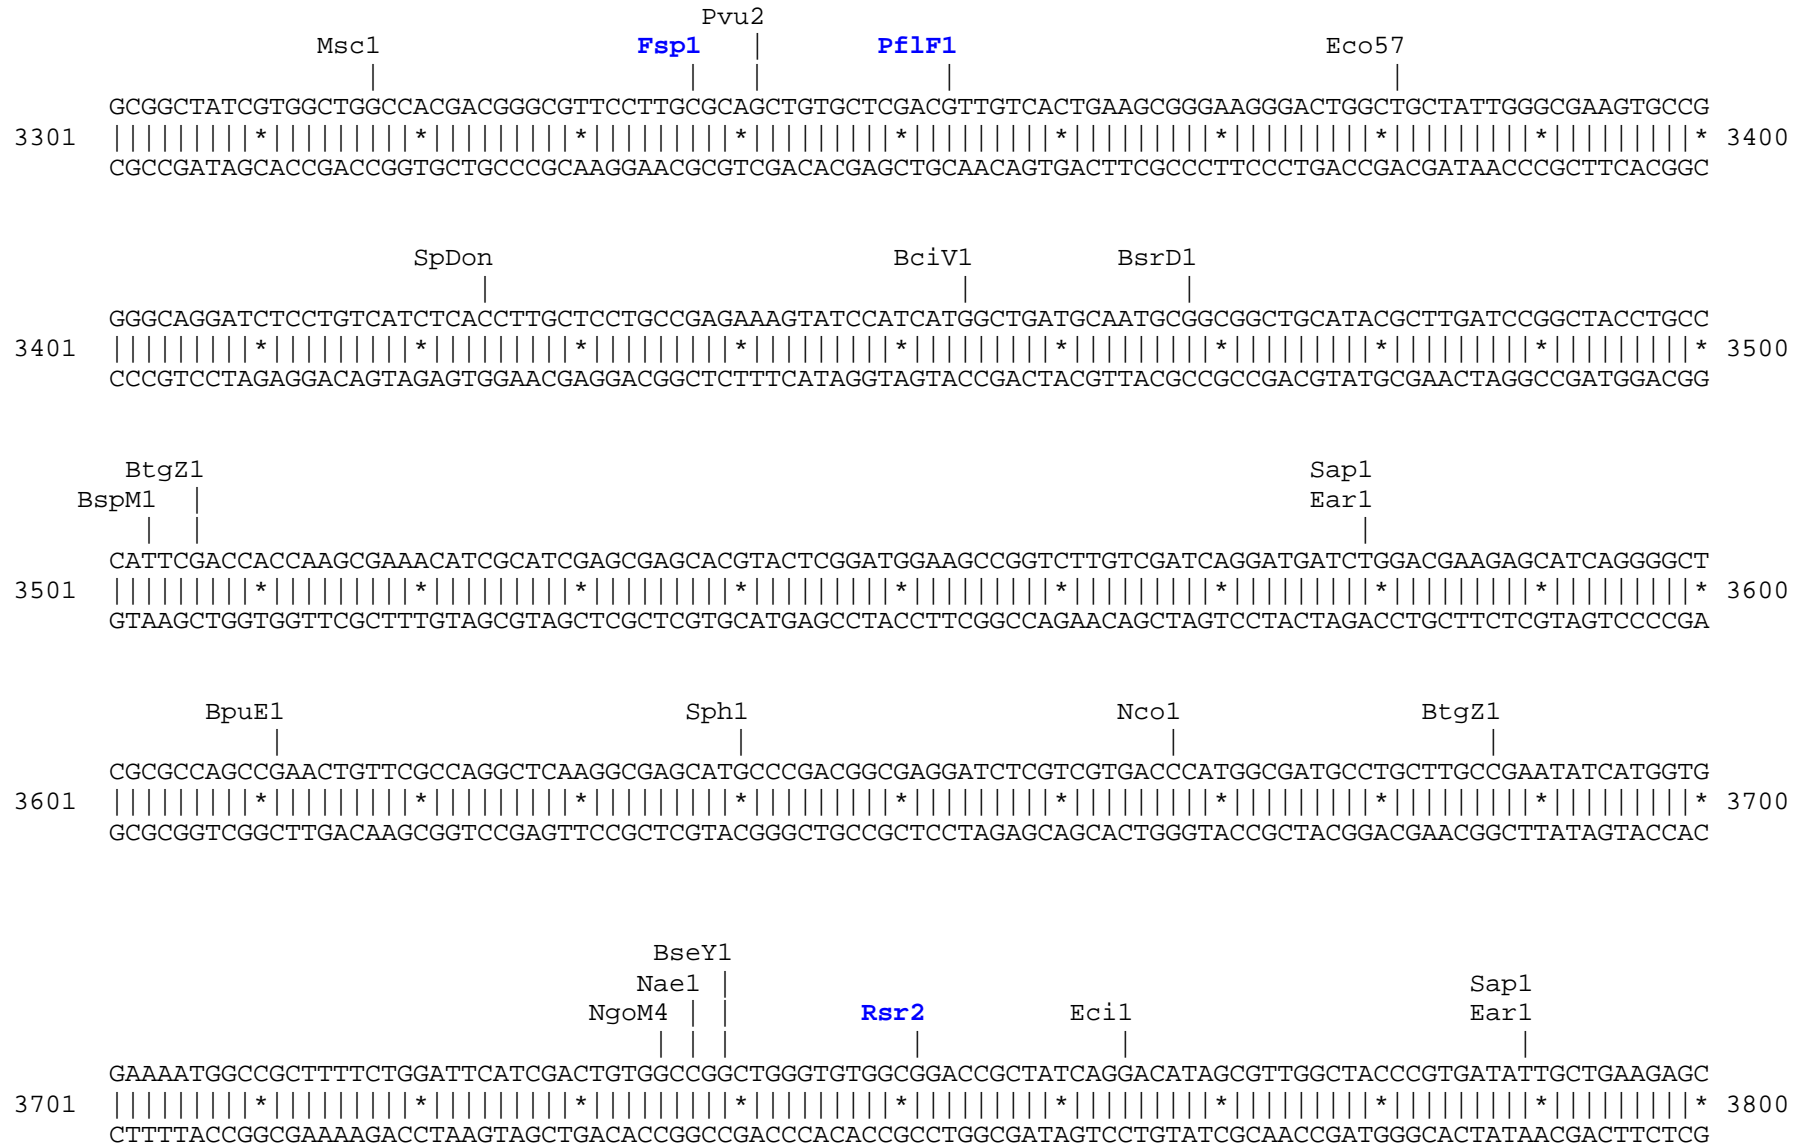 Pvu2
Msc1 Fsp1 | PflF1 Eco57
| | | | |
GCGGCTATCGTGGCTGGCCACGACGGGCGTTCCTTGCGCAGCTGTGCTCGACGTTGTCACTGAAGCGGGAAGGGACTGGCTGCTATTGGGCGAAGTGCCG
3301 |||||||||*|||||||||*|||||||||*|||||||||*|||||||||*|||||||||*|||||||||*|||||||||*|||||||||*|||||||||* 3400
CGCCGATAGCACCGACCGGTGCTGCCCGCAAGGAACGCGTCGACACGAGCTGCAACAGTGACTTCGCCCTTCCCTGACCGACGATAACCCGCTTCACGGC
SpDon BciV1 BsrD1
| | |
GGGCAGGATCTCCTGTCATCTCACCTTGCTCCTGCCGAGAAAGTATCCATCATGGCTGATGCAATGCGGCGGCTGCATACGCTTGATCCGGCTACCTGCC
3401 |||||||||*|||||||||*|||||||||*|||||||||*|||||||||*|||||||||*|||||||||*|||||||||*|||||||||*|||||||||* 3500
CCCGTCCTAGAGGACAGTAGAGTGGAACGAGGACGGCTCTTTCATAGGTAGTACCGACTACGTTACGCCGCCGACGTATGCGAACTAGGCCGATGGACGG
BtgZ1 Sap1
BspM1 | Ear1
| | |
CATTCGACCACCAAGCGAAACATCGCATCGAGCGAGCACGTACTCGGATGGAAGCCGGTCTTGTCGATCAGGATGATCTGGACGAAGAGCATCAGGGGCT
3501 |||||||||*|||||||||*|||||||||*|||||||||*|||||||||*|||||||||*|||||||||*|||||||||*|||||||||*|||||||||* 3600
GTAAGCTGGTGGTTCGCTTTGTAGCGTAGCTCGCTCGTGCATGAGCCTACCTTCGGCCAGAACAGCTAGTCCTACTAGACCTGCTTCTCGTAGTCCCCGA
BpuE1 Sph1 Nco1 BtgZ1
| | | |
CGCGCCAGCCGAACTGTTCGCCAGGCTCAAGGCGAGCATGCCCGACGGCGAGGATCTCGTCGTGACCCATGGCGATGCCTGCTTGCCGAATATCATGGTG
3601 |||||||||*|||||||||*|||||||||*|||||||||*|||||||||*|||||||||*|||||||||*|||||||||*|||||||||*|||||||||* 3700
GCGCGGTCGGCTTGACAAGCGGTCCGAGTTCCGCTCGTACGGGCTGCCGCTCCTAGAGCAGCACTGGGTACCGCTACGGACGAACGGCTTATAGTACCAC
BseY1
Nae1 | Sap1
NgoM4 | | Rsr2 Eci1 Ear1
| | | | | |
GAAAATGGCCGCTTTTCTGGATTCATCGACTGTGGCCGGCTGGGTGTGGCGGACCGCTATCAGGACATAGCGTTGGCTACCCGTGATATTGCTGAAGAGC
3701 |||||||||*|||||||||*|||||||||*|||||||||*|||||||||*|||||||||*|||||||||*|||||||||*|||||||||*|||||||||* 3800
CTTTTACCGGCGAAAAGACCTAAGTAGCTGACACCGGCCGACCCACACCGCCTGGCGATAGTCCTGTATCGCAACCGATGGGCACTATAACGACTTCTCG